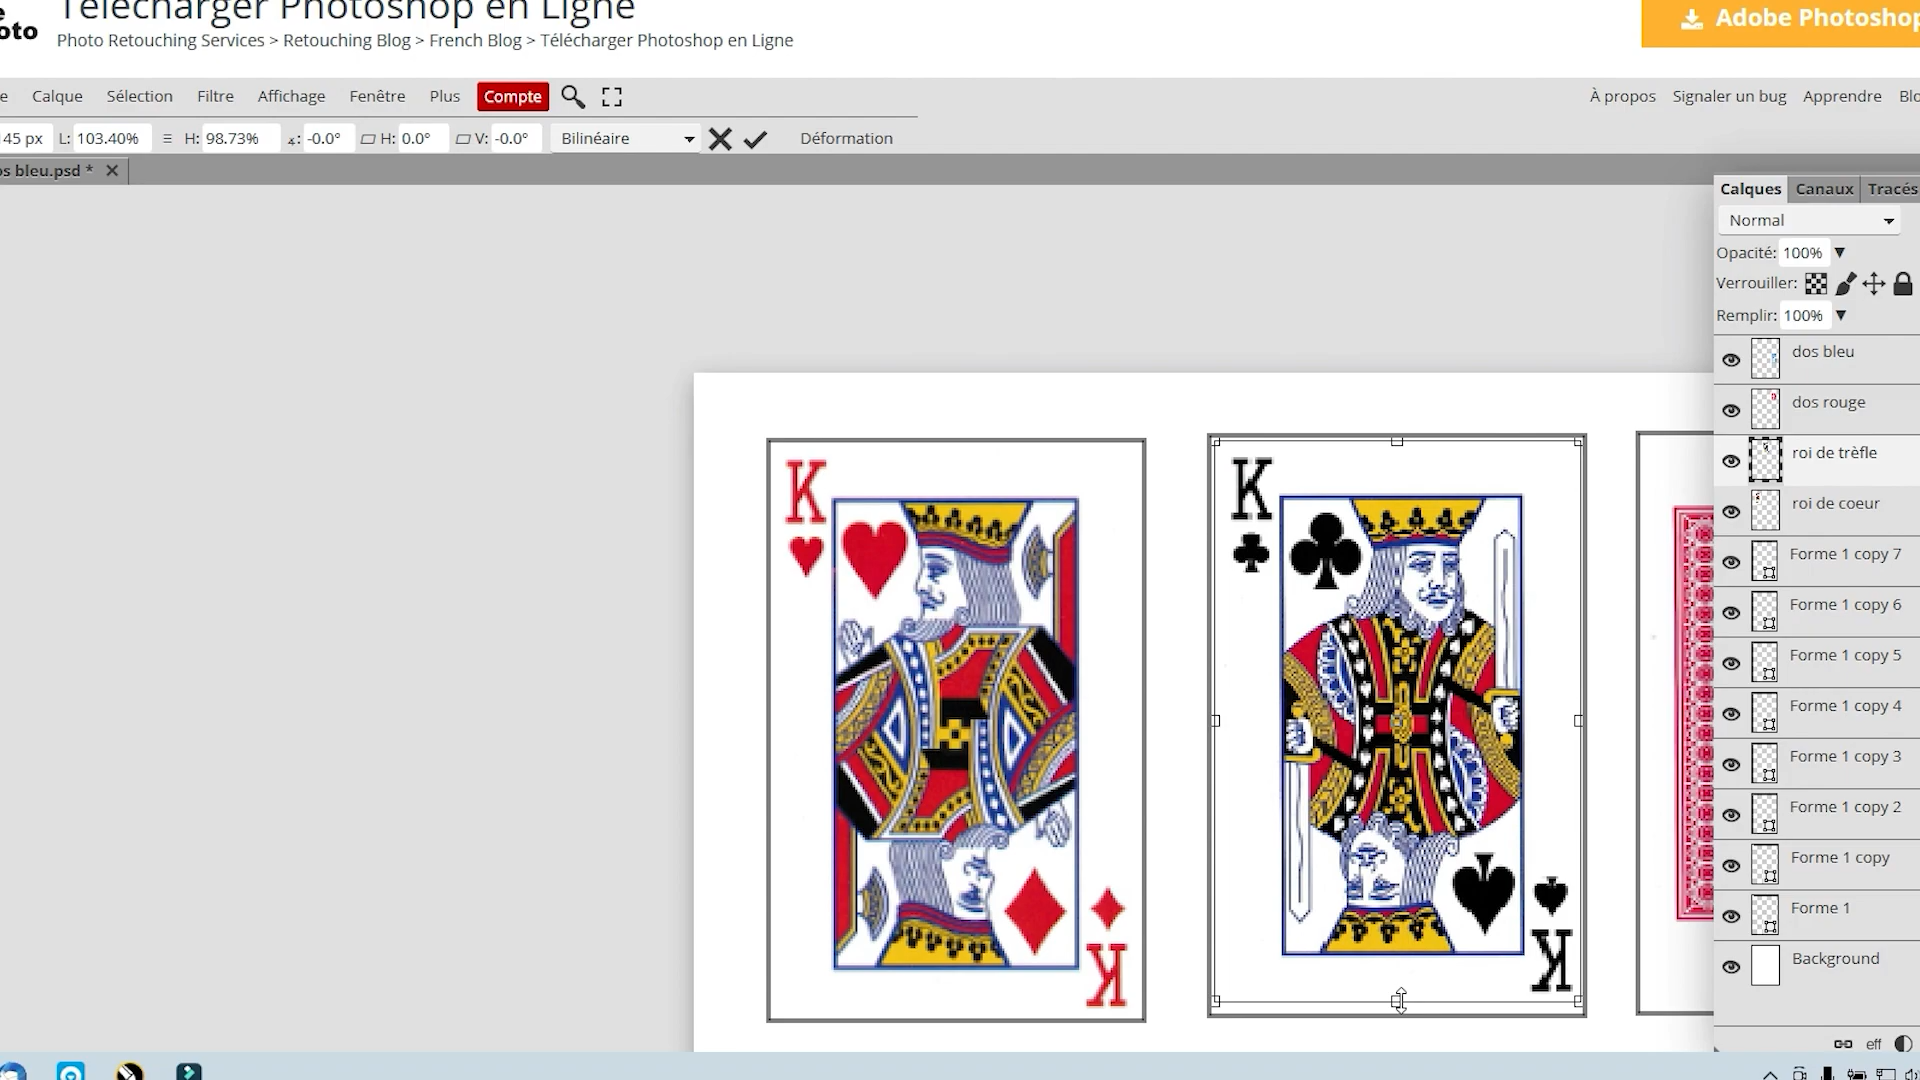 Télécharger Photoshop en Ligne
Photo Retouching Services > Retouching Blog > French Blog > Télécharger Photoshop en Ligne
Adobe Photoshop
Calque Sélection Filtre Affichage Fenêtre Plus Compte
À propos Signaler un bug Apprendre Blo
45 px L: 103.40% H: 98.73% -0.0° H: 0.0° V: -0.0° Bilinéaire Déformation
os bleu.psd *
Calques Canaux Tracés
Normal
Opacité: 100%
Verrouiller:
Remplir: 100%
dos bleu
dos rouge
roi de trèfle
roi de coeur
Forme 1 copy 7
Forme 1 copy 6
Forme 1 copy 5
Forme 1 copy 4
Forme 1 copy 3
Forme 1 copy 2
Forme 1 copy
Forme 1
Background
eff
K
K
K
K